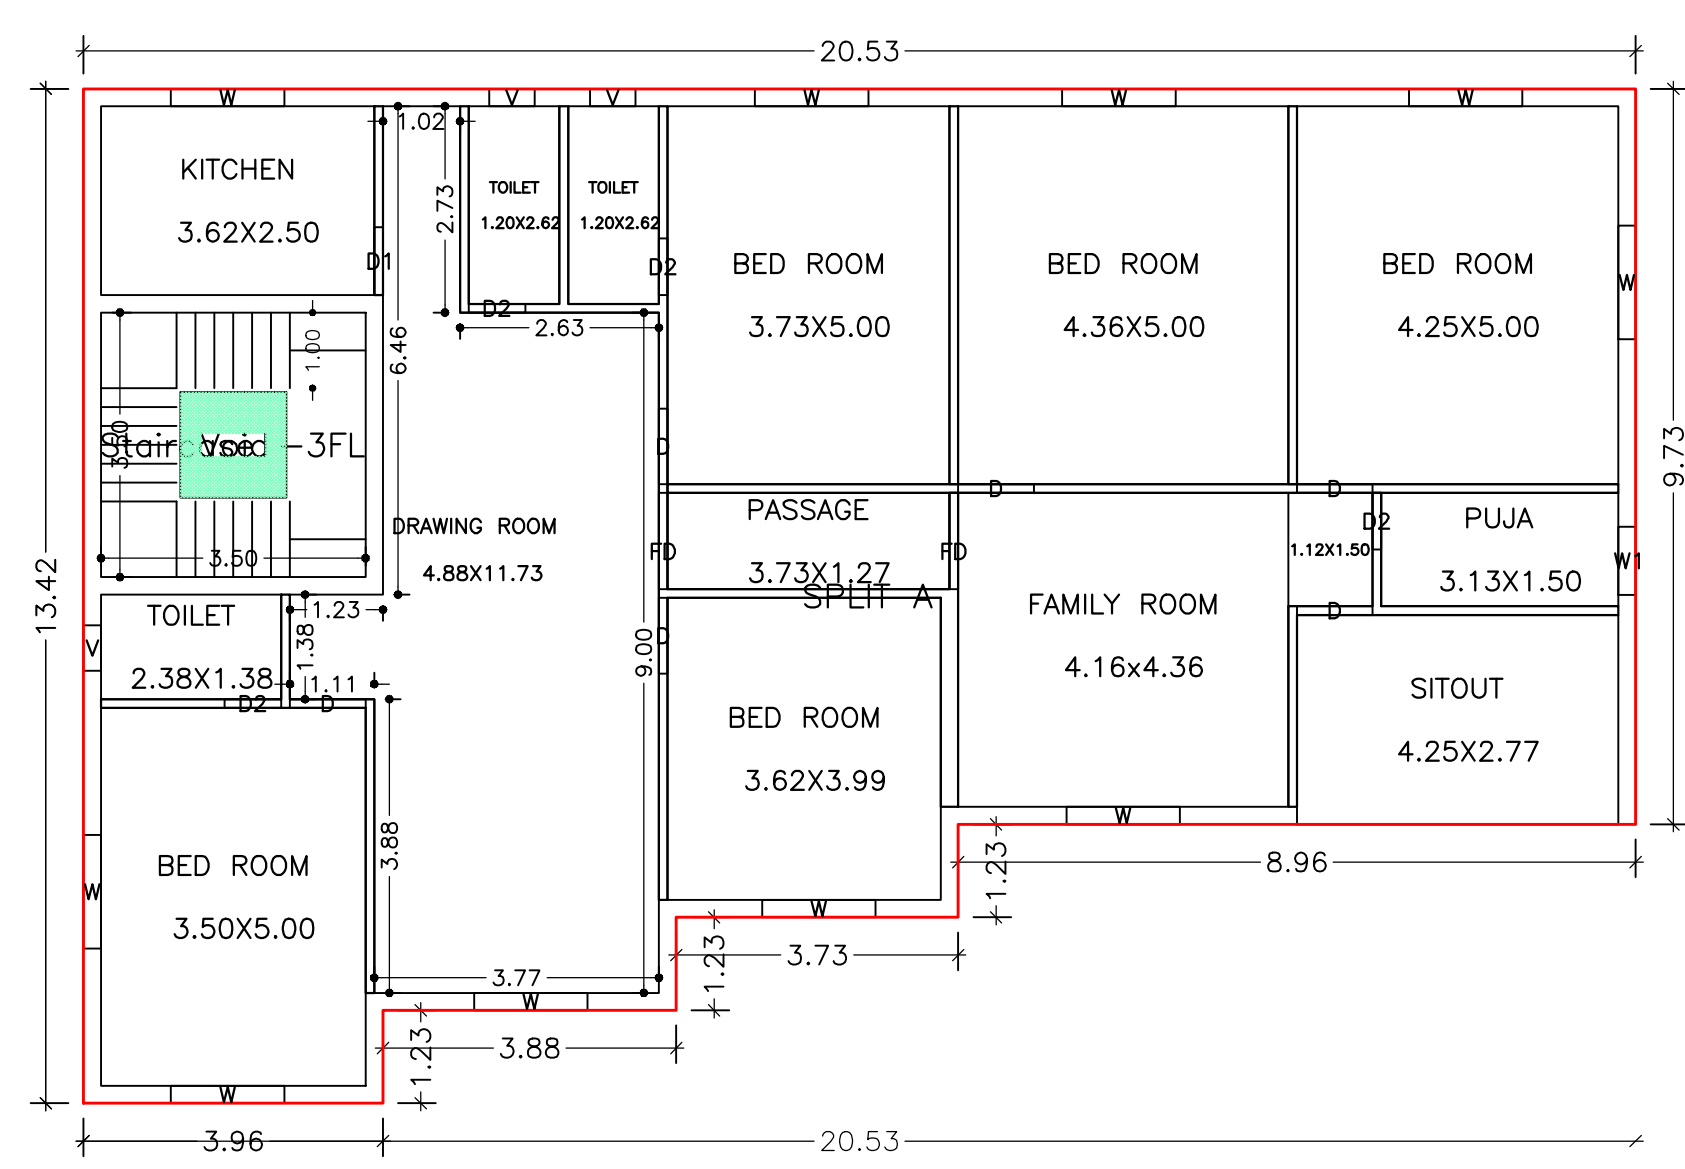 20.53
W
V
V
W
W
W
1.02
KITCHEN
3.62X2.50
D1
2.73
TOILET
1.20X2.62
TOILET
1.20X2.62
D2
D2
2.63
BED ROOM
3.73X5.00
BED ROOM
4.36X5.00
BED ROOM
4.25X5.00
W
1.00
6.46
3.50
Staircase
Void
-3FL
D
9.73
D
D
DRAWING ROOM
4.88X11.73
PASSAGE
3.73X1.27
FD
FD
SPLIT A
D2
1.12X1.50
PUJA
3.13X1.50
W1
3.50
13.42
TOILET
2.38X1.38
V
1.23
1.38
1.11
D2
D
9.00
D
FAMILY ROOM
4.16x4.36
D
SITOUT
4.25X2.77
BED ROOM
3.62X3.99
W
3.88
BED ROOM
3.50X5.00
W
1.23
8.96
W
1.23
3.73
3.77
W
1.23
3.88
W
3.96
20.53